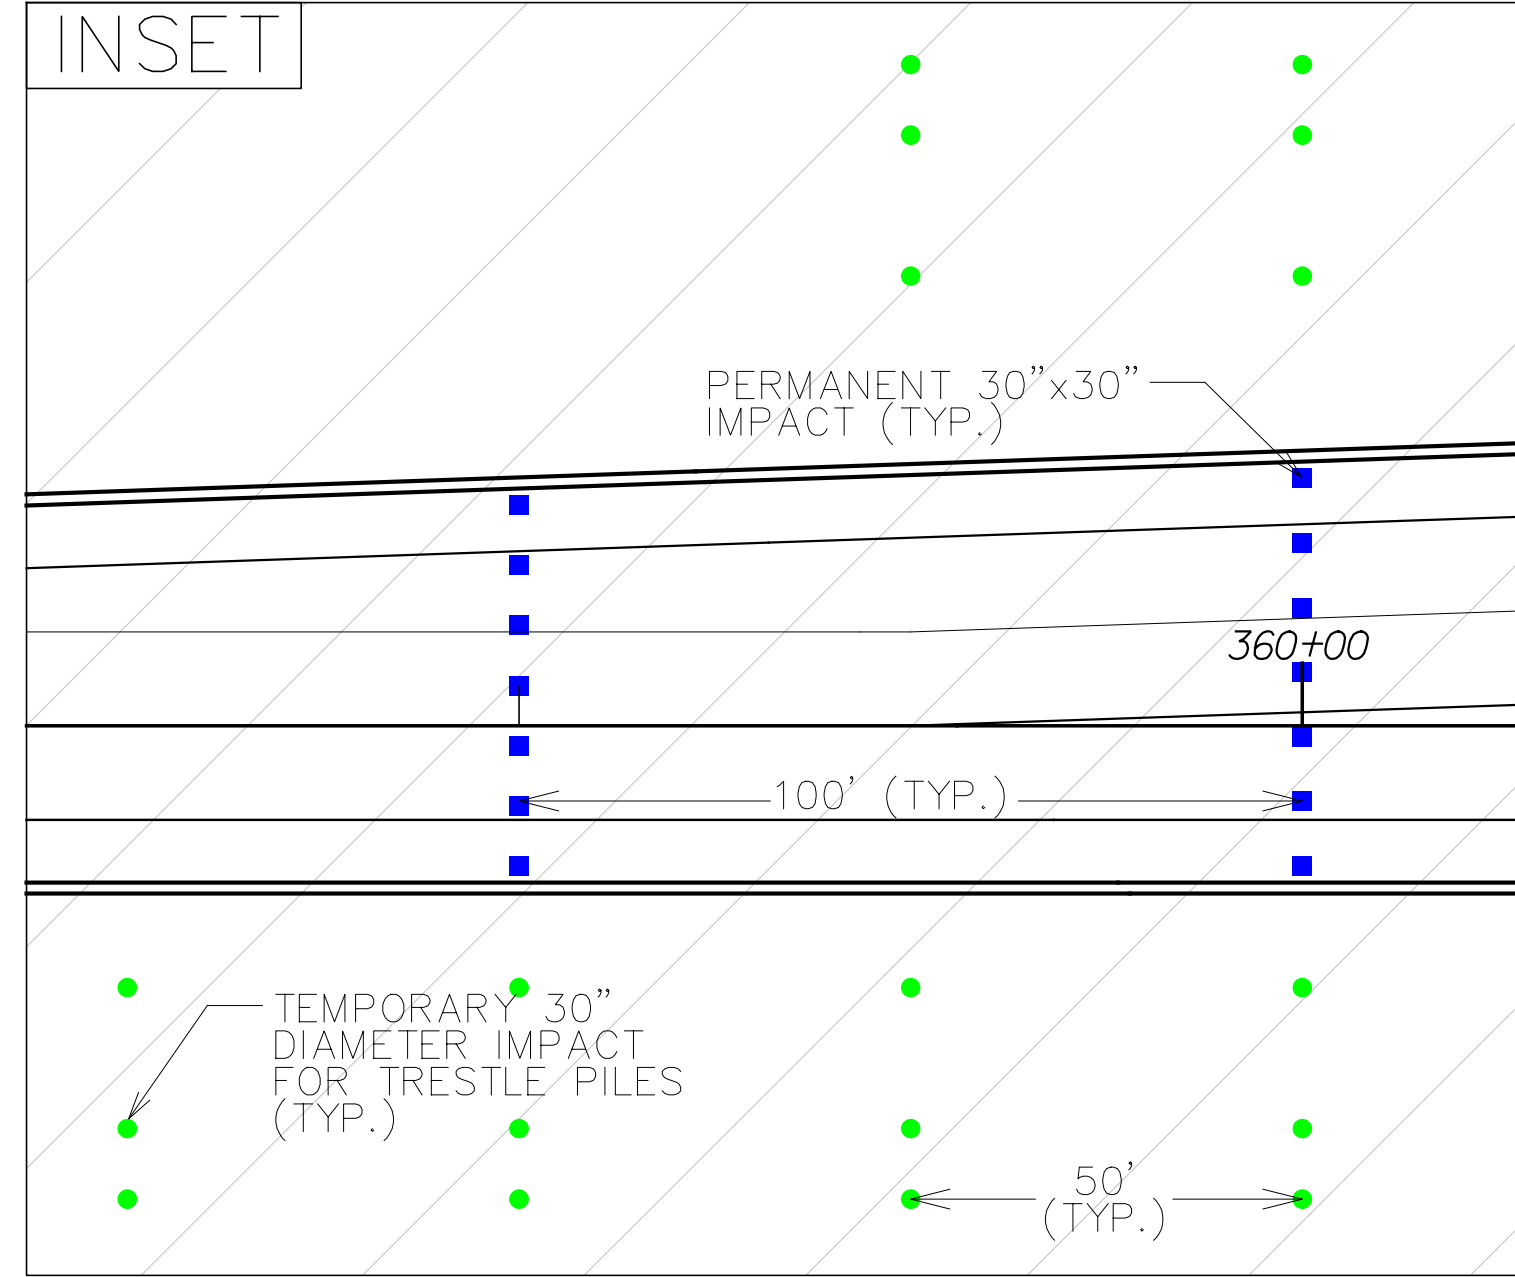 INSET
PERMANENT 30”x30”
IMPACT (TYP.)
360+00
100’ (TYP.)
TEMPORARY 30”
DIAMETER IMPACT
FOR TRESTLE PILES
(TYP.)
50’
(TYP.)